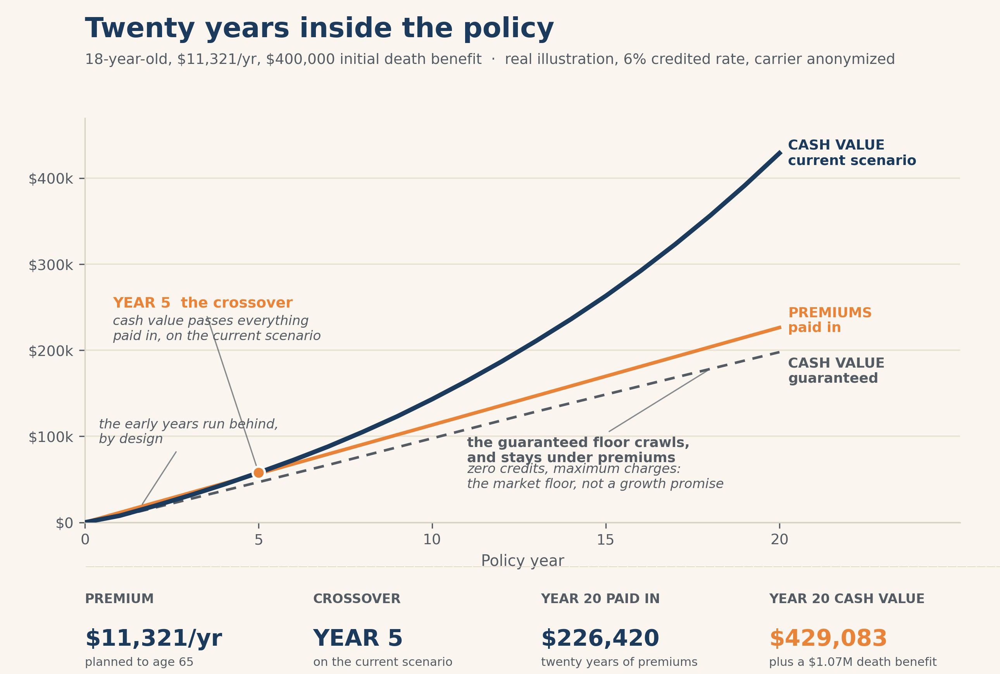 Twenty years inside the policy
18-year-old, $11,321/yr, $400,000 initial death benefit · real illustration, 6% credited rate, carrier anonymized
CASH VALUE
current scenario
$400k
$300k
YEAR 5 the crossover
cash value passes everything
paid in, on the current scenario
PREMIUMS
paid in
$200k
CASH VALUE
guaranteed
the early years run behind,
by design
$100k
the guaranteed floor crawls,
and stays under premiums
zero credits, maximum charges:
the market floor, not a growth promise
$0
0 5 10 15 20
Policy year
PREMIUM
$11,321/yr
planned to age 65
CROSSOVER
YEAR 5
on the current scenario
YEAR 20 PAID IN
$226,420
twenty years of premiums
YEAR 20 CASH VALUE
$429,083
plus a $1.07M death benefit